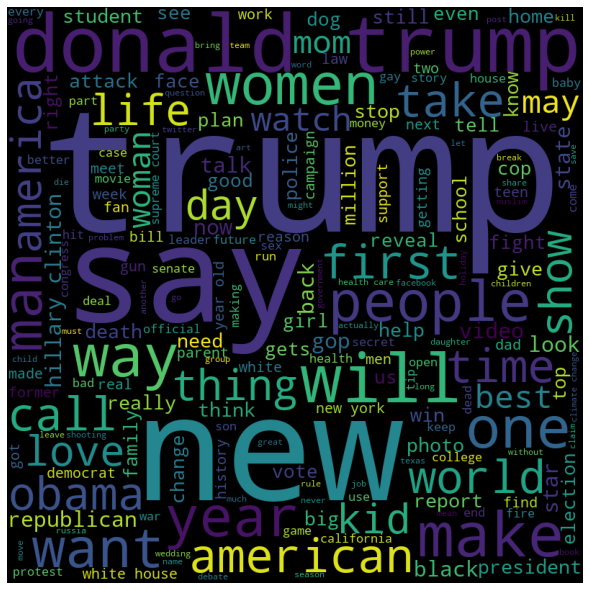 donald trump
trump
say
new
women
life
take
may
watch
mom
dog
student
see
work
still
even
home
kill
every
going
post
bring
team
law
two
power
house
gay
story
baby
word
question
attack
face
stop
plan
know
tell
next
live
right
part
party
twitter
money
america
man
woman
better
case
movie
die
meet
week
fan
talk
good
day
now
police
campaign
million
support
getting
school
cop
state
teen
break
share
let
muslim
art
might
supreme court
hillary clinton
congress
hit
bill
leader
future
reason
sex
run
first
reveal
fight
give
show
come
save
problem
deal
gun
senate
year old
back
people
another
go
making
health care
facebook
children
holiday
government
death
official
girl
help
video
look
must
way
need
parent
gets
gop
secret
actually
daughter
child
made
bad
real
group
health
men
dad
time
former
white
thing
will
us
tip
open
long
top
climate change
claim
call
really
think
new york
win
keep
dead
best
one
leave
shooting
got
love
family
change
son
history
great
texas
college
photo
star
without
world
democrat
vote
job
obama
much
rule
never
use
report
find
election
republican
war
year
game
big
kid
end
mean
fire
book
want
russia
california
make
move
wedding
name
american
black
president
protest
white house
debate
season